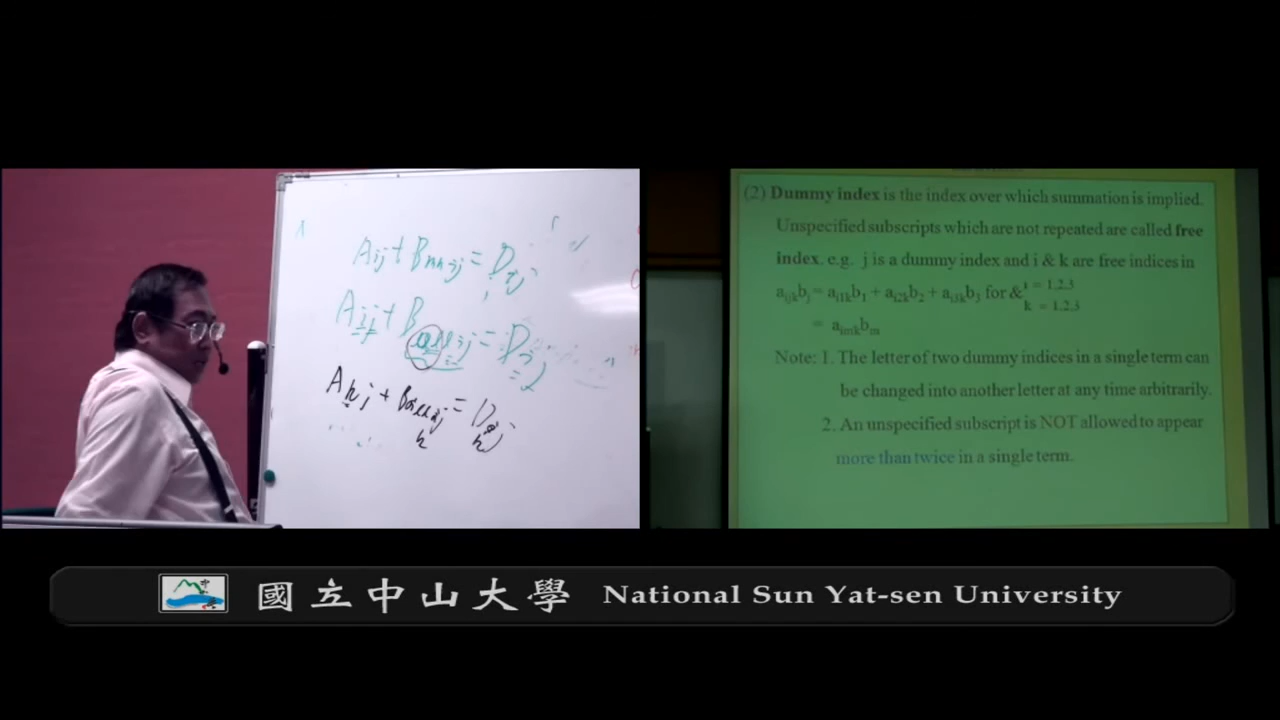 A_ij + B_mmij = D_ij
(2) Dummy index is the index over which summation is implied.
Unspecified subscripts which are not repeated are called free
index. e.g. j is a dummy index and i & k are free indices in
a_ijk b_j = a_i1k b_1 + a_i2k b_2 + a_i3k b_3 for & i = 1,2,3
k = 1,2,3
= a_imk b_m
Note: 1. The letter of two dummy indices in a single term can
be changed into another letter at any time arbitrarily.
2. An unspecified subscript is NOT allowed to appear
more than twice in a single term.
國立中山大學 National Sun Yat-sen University